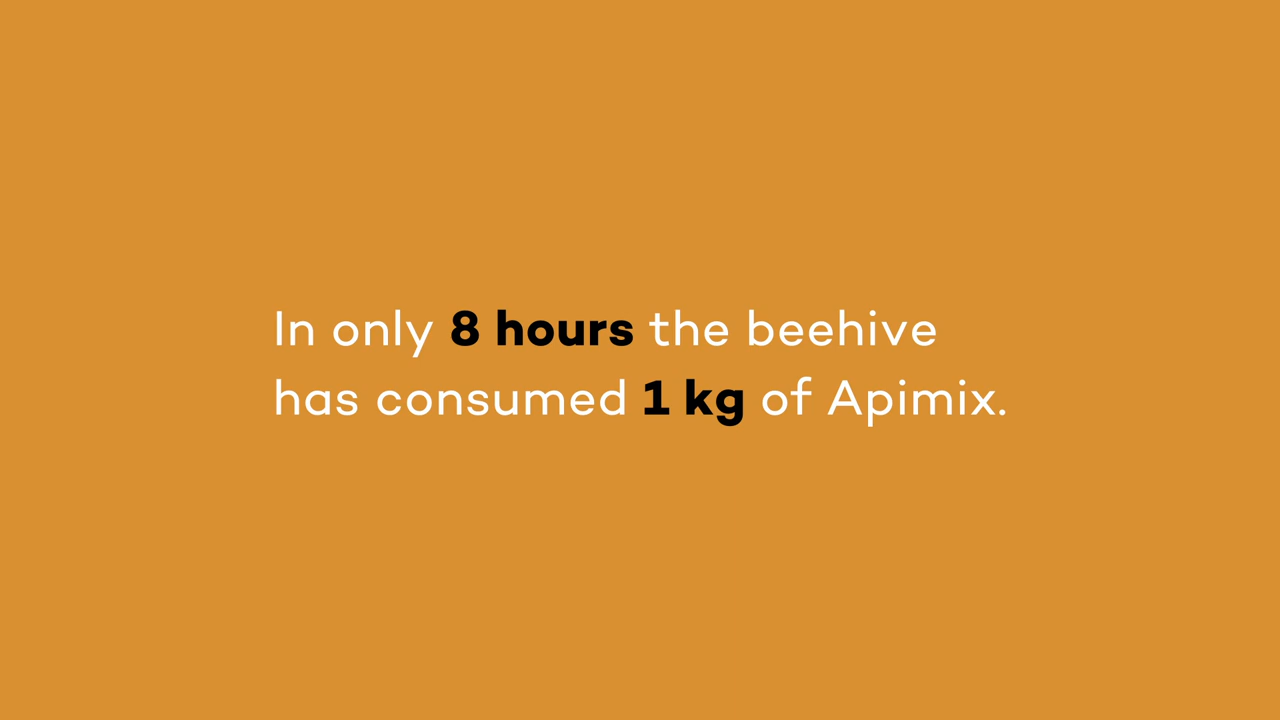 In only 8 hours the beehive
has consumed 1 kg of Apimix.